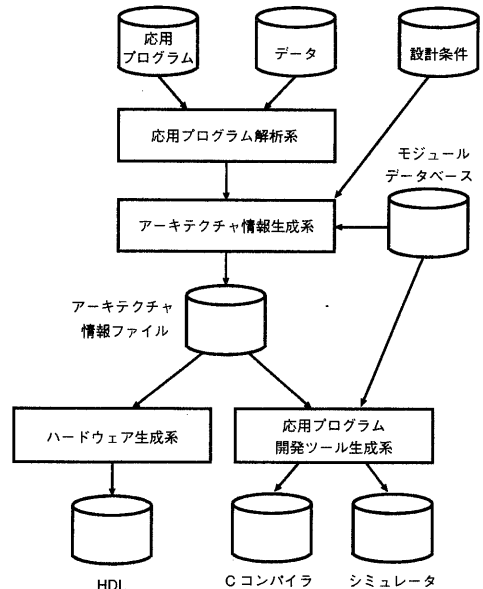 応用
プログラム
データ
設計条件
応用プログラム解析系
モジュール
データベース
アーキテクチャ情報生成系
アーキテクチャ
情報ファイル
ハードウェア生成系
応用プログラム
開発ツール生成系
HDL
Cコンパイラ
シミュレータ